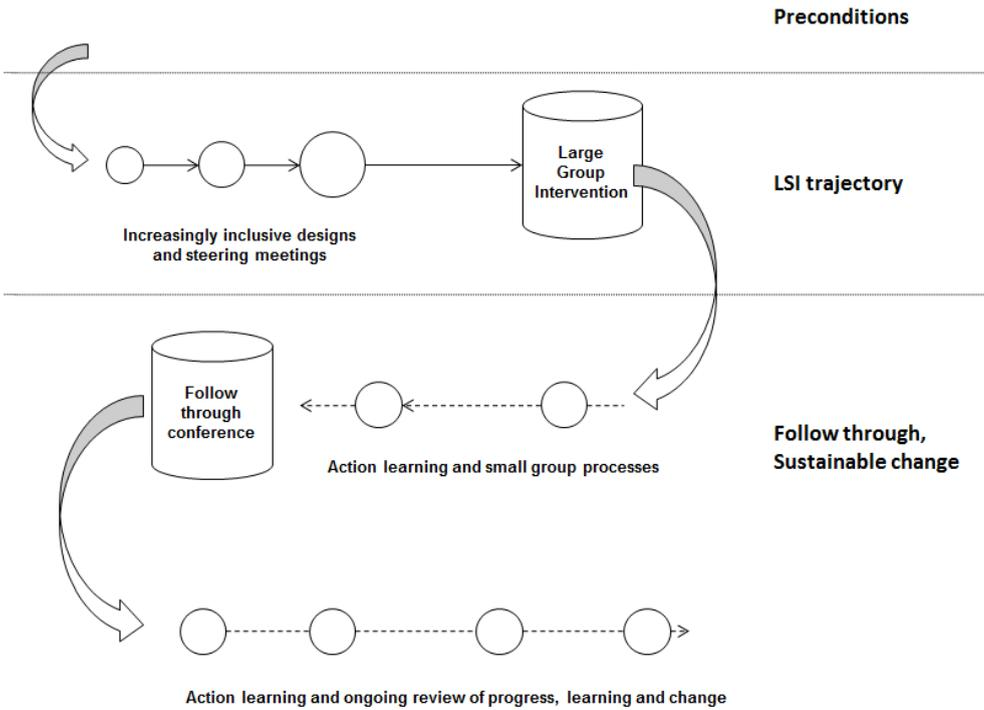 Preconditions
Large
Group
Intervention
LSI trajectory
Increasingly inclusive designs
and steering meetings
Follow
through
conference
Action learning and small group processes
Follow through,
Sustainable change
Action learning and ongoing review of progress, learning and change